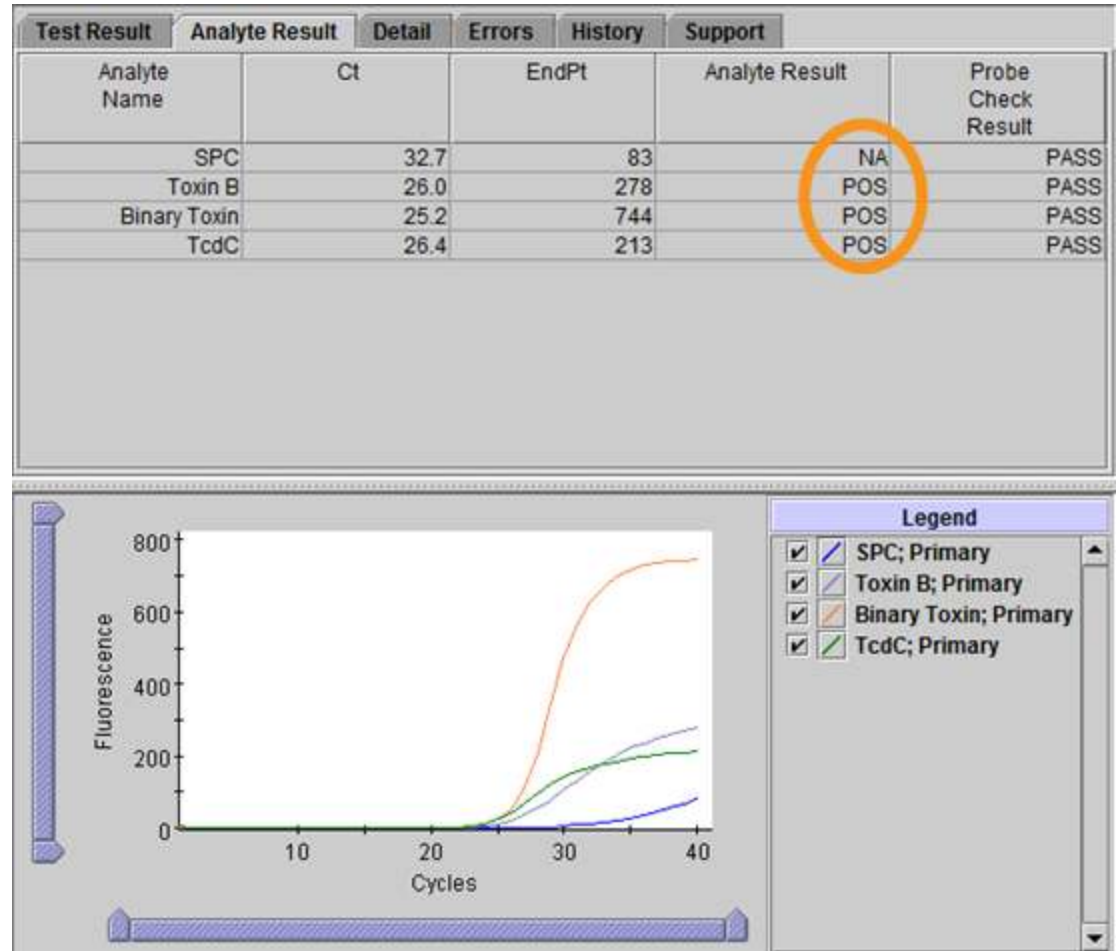 Test Result Analyte Result Detail Errors History Support
Analyte Name Ct EndPt Analyte Result Probe Check Result
SPC 32.7 83 NA PASS
Toxin B 26.0 278 POS PASS
Binary Toxin 25.2 744 POS PASS
TcdC 26.4 213 POS PASS
Legend
SPC; Primary
Toxin B; Primary
Binary Toxin; Primary
TcdC; Primary
Fluorescence
800
600
400
200
0
10 20 30 40
Cycles